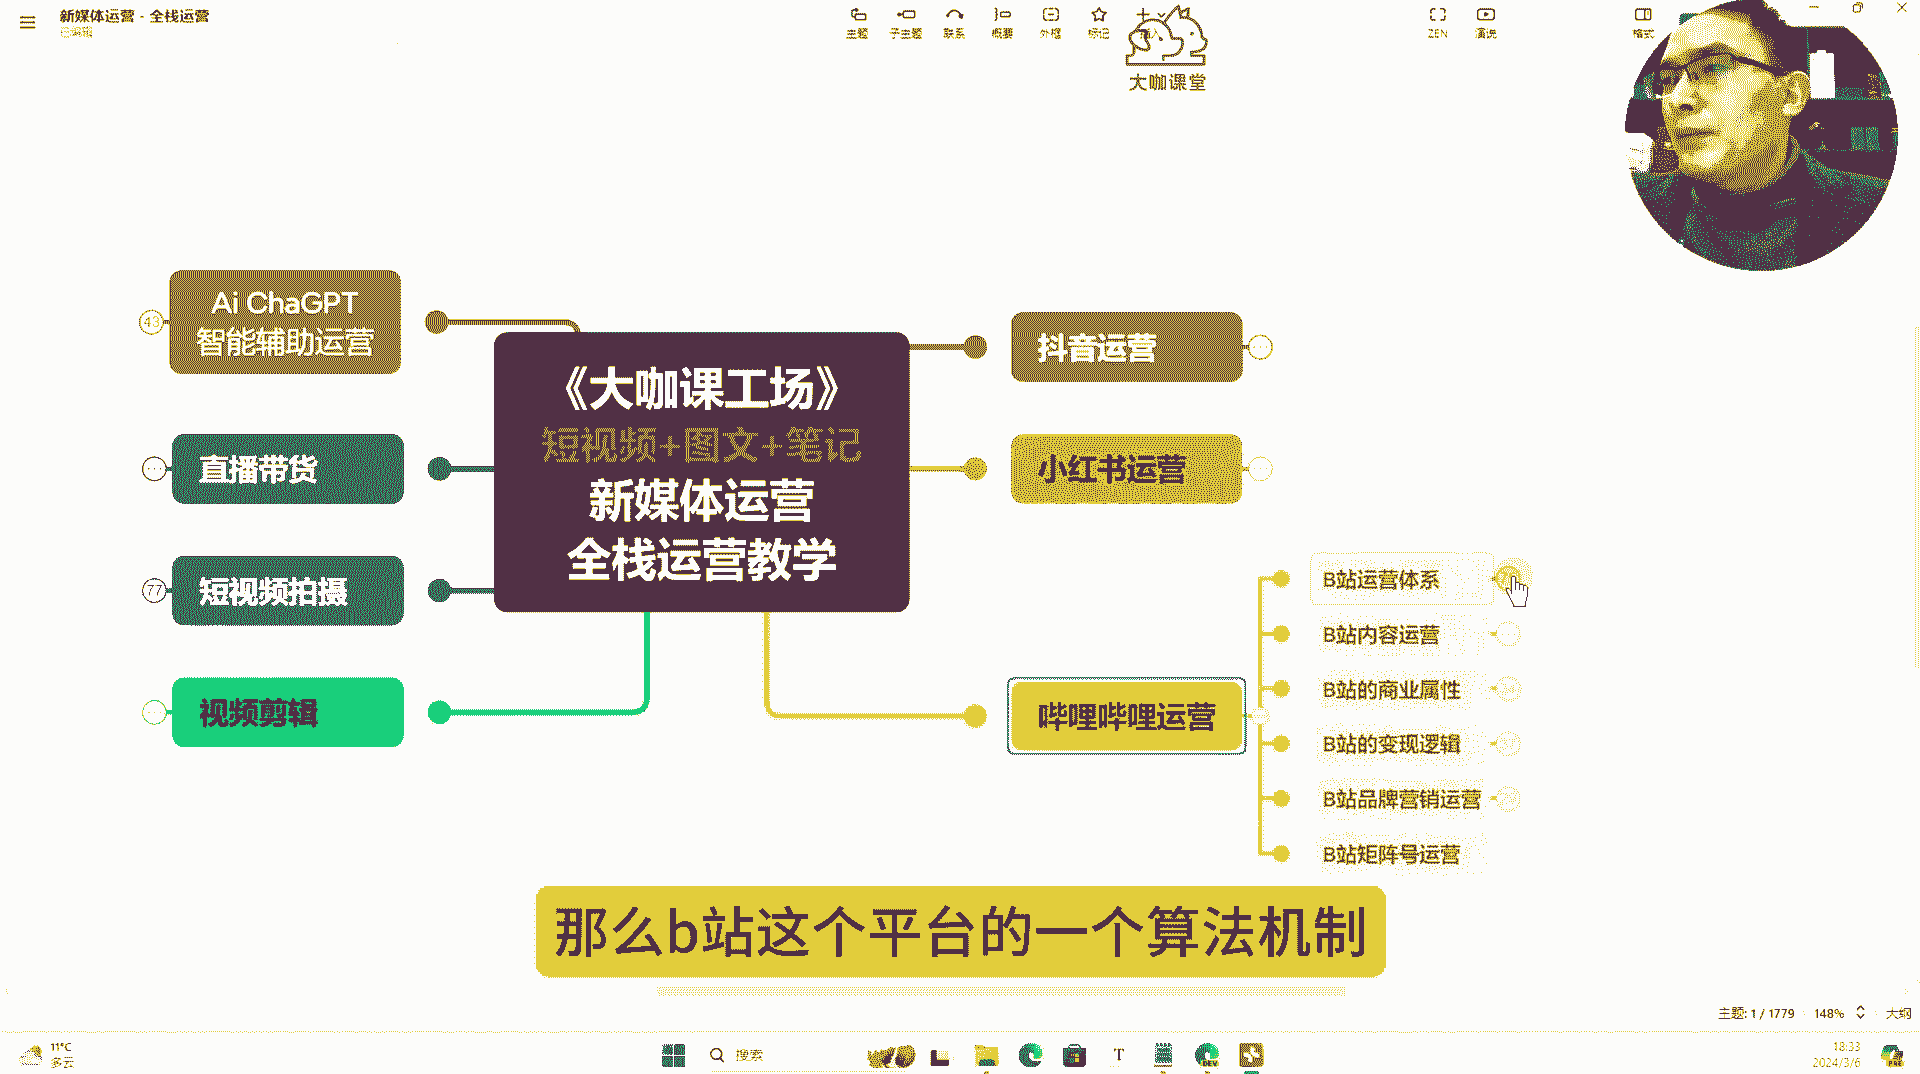 新媒体运营 - 全栈运营
已编辑
主题
子主题
联系
概要
外框
标记
插入
ZEN
演说
格式
大咖课堂
43
Ai ChaGPT
智能辅助运营
直播带货
77
短视频拍摄
视频剪辑
《大咖课工场》
短视频+图文+笔记
新媒体运营
全栈运营教学
抖音运营
小红书运营
哔哩哔哩运营
B站运营体系
B站内容运营
B站的商业属性
B站的变现逻辑
B站品牌营销运营
B站矩阵号运营
那么b站这个平台的一个算法机制
主题: 1 / 1779
148%
大纲
11°C
多云
搜索
T
DEV
18:33
2024/3/6
PRE